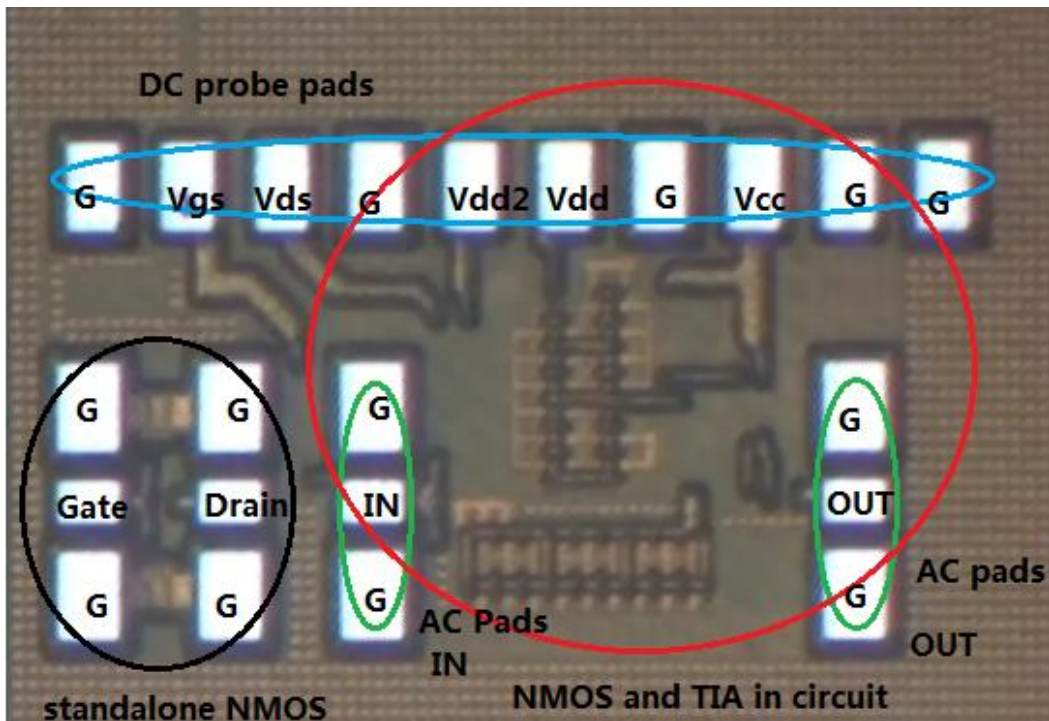 DC probe pads
G Vgs Vds G Vdd2 Vdd G Vcc G G
G G G G
Gate Drain IN OUT
G G G G
AC pads
OUT
AC Pads
IN
standalone NMOS
NMOS and TIA in circuit